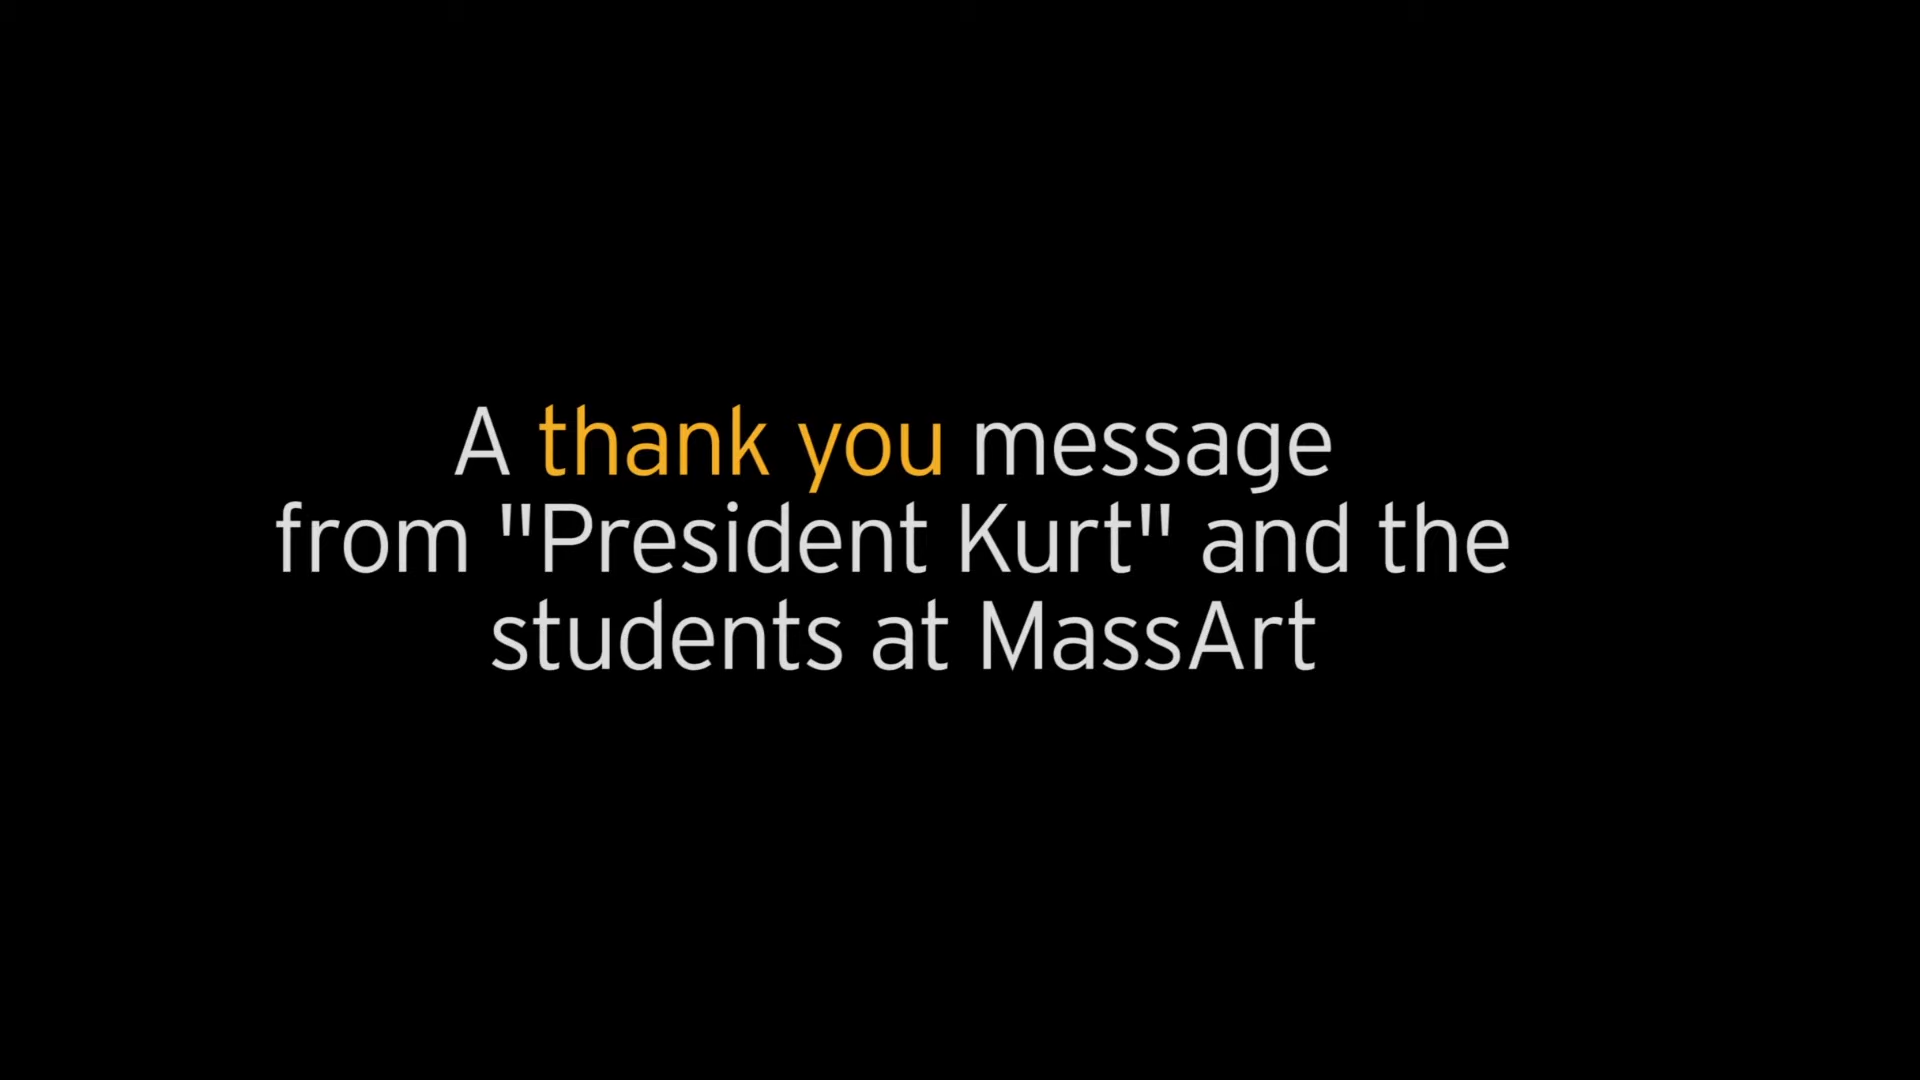 A thank you message
from "President Kurt" and the
students at MassArt